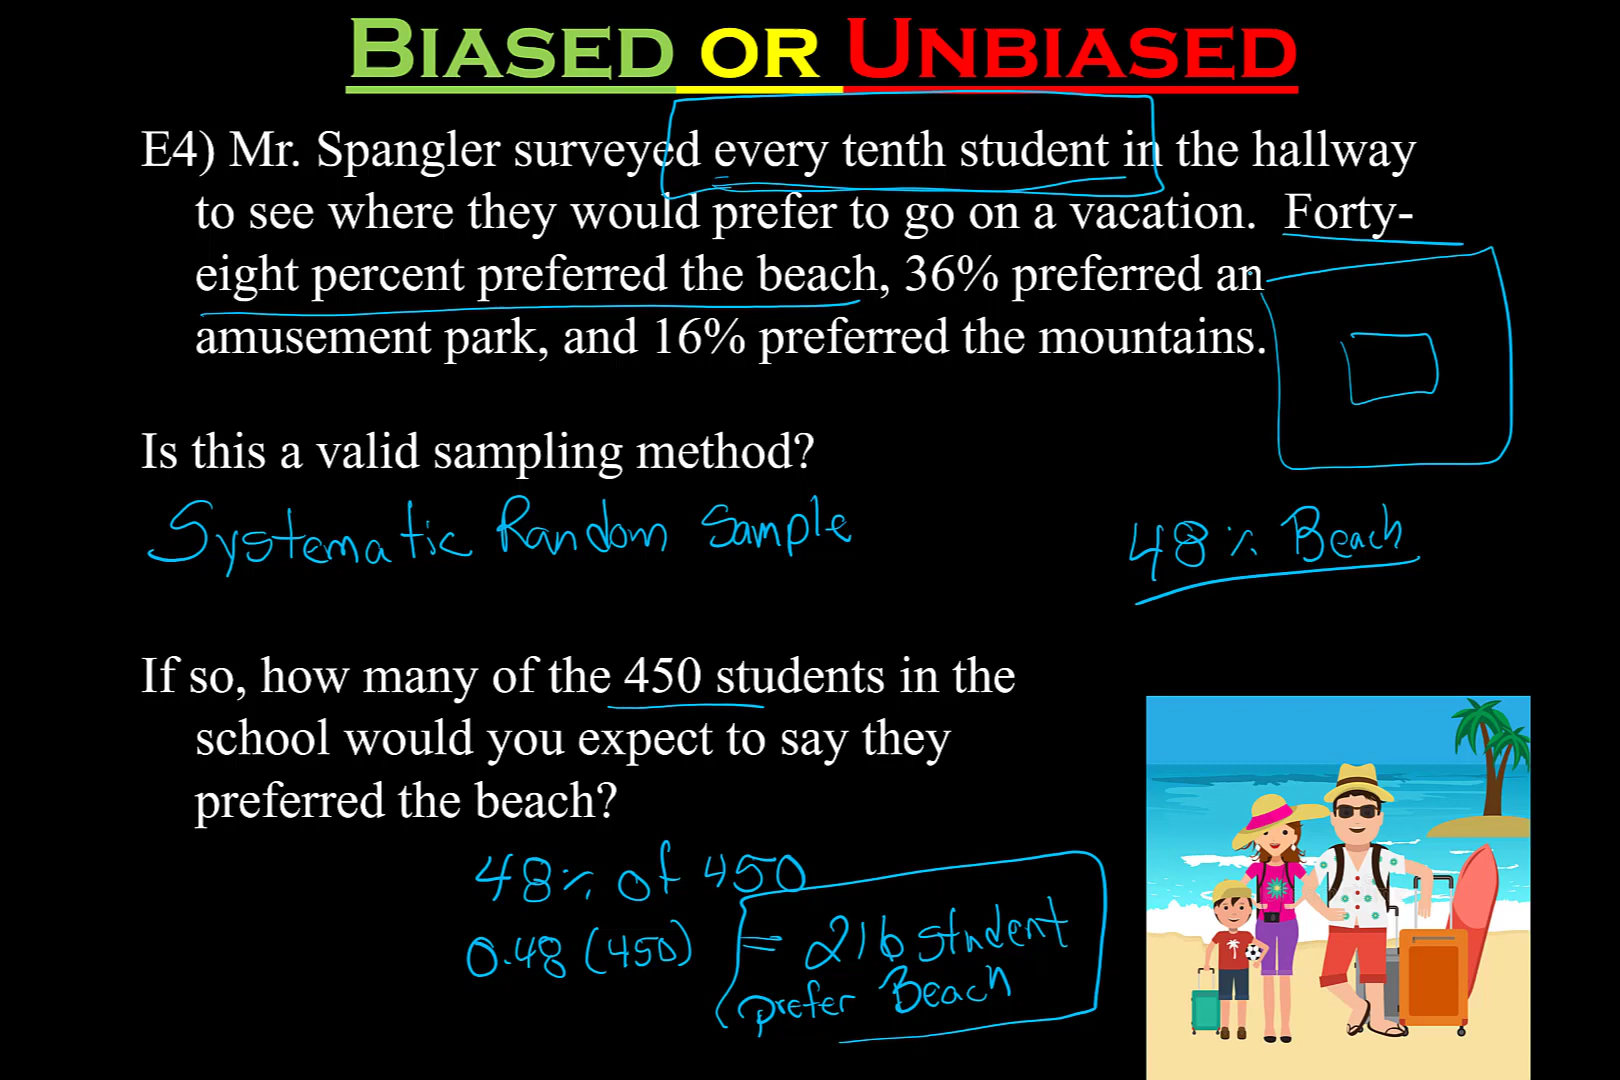 BIASED OR UNBIASED
E4) Mr. Spangler surveyed every tenth student in the hallway
to see where they would prefer to go on a vacation. Forty-
eight percent preferred the beach, 36% preferred an
amusement park, and 16% preferred the mountains.
Is this a valid sampling method?
Systematic Random Sample
48% Beach
If so, how many of the 450 students in the
school would you expect to say they
preferred the beach?
48% of 450
0.48 (450) = 216 student
prefer Beach